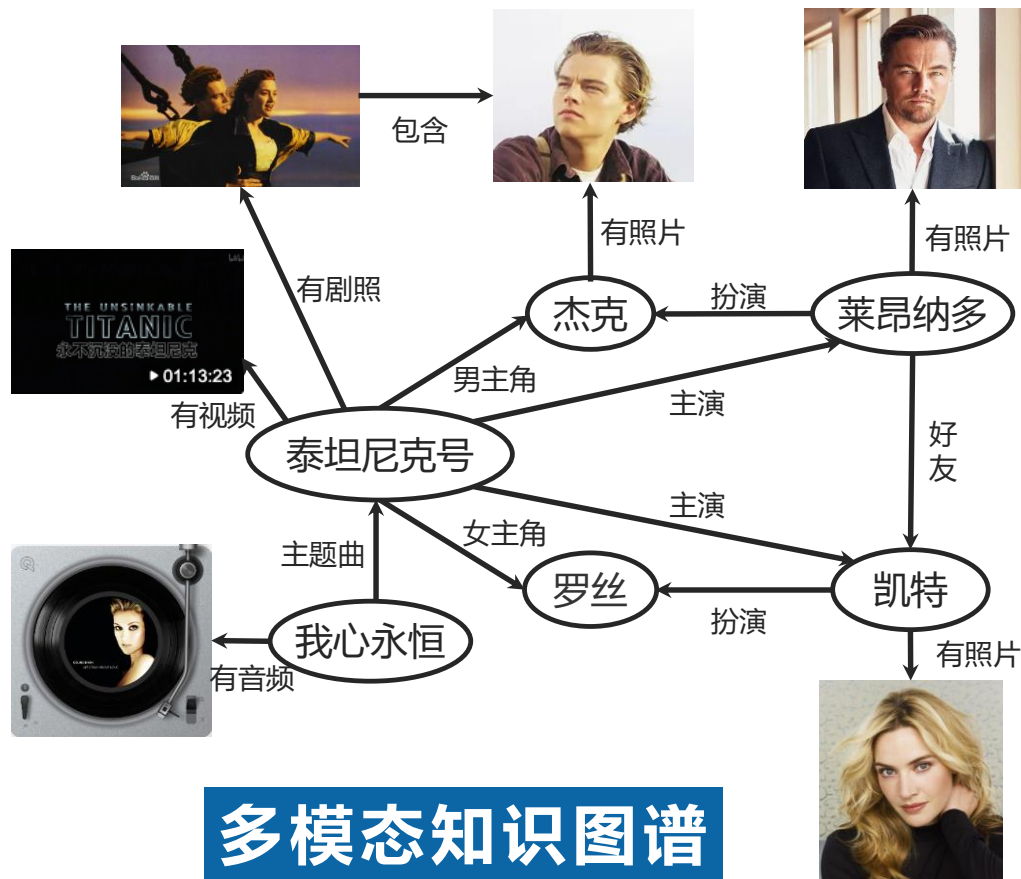 包含
有照片
有照片
有剧照
杰克
扮演
莱昂纳多
THE UNSINKABLE
TITANIC
永不沉没的泰坦尼克
01:13:23
有视频
男主角
主演
泰坦尼克号
好
友
主演
主题曲
女主角
罗丝
凯特
扮演
我心永恒
有音频
有照片
多模态知识图谱